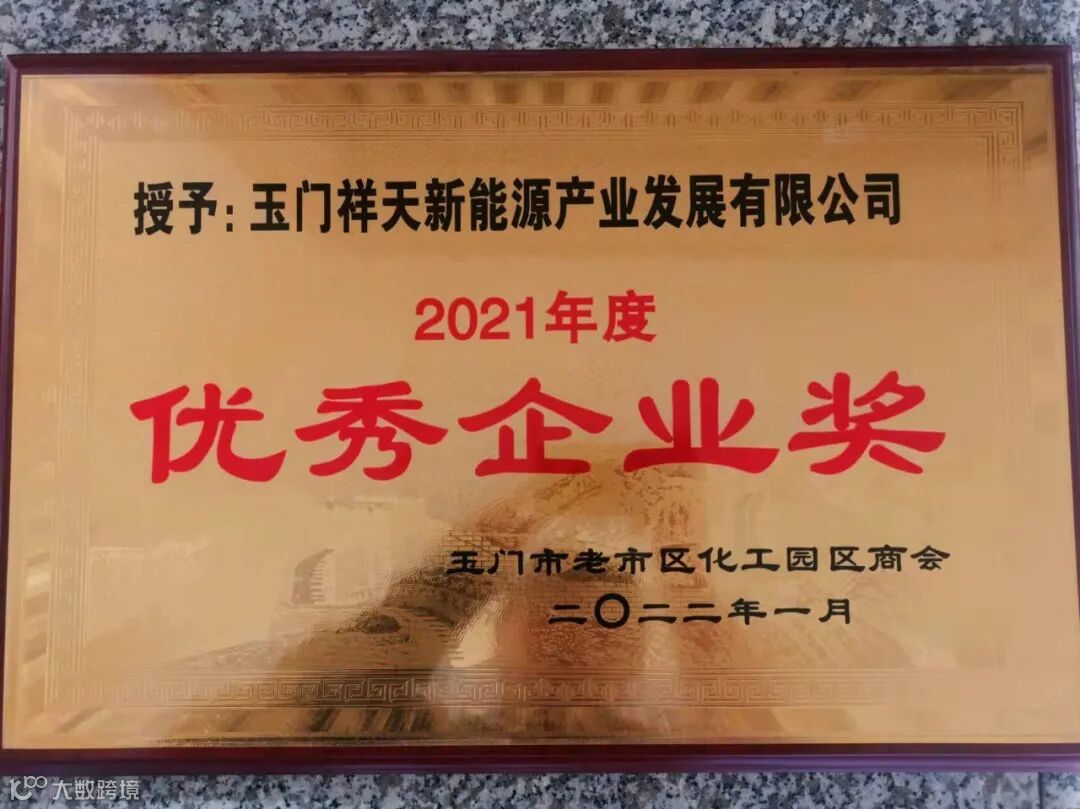 授予:玉门祥天新能源产业发展有限公司
2021年度
优秀企业奖
玉门市老市区化工园区商会
二〇二二年一月
大数跨境